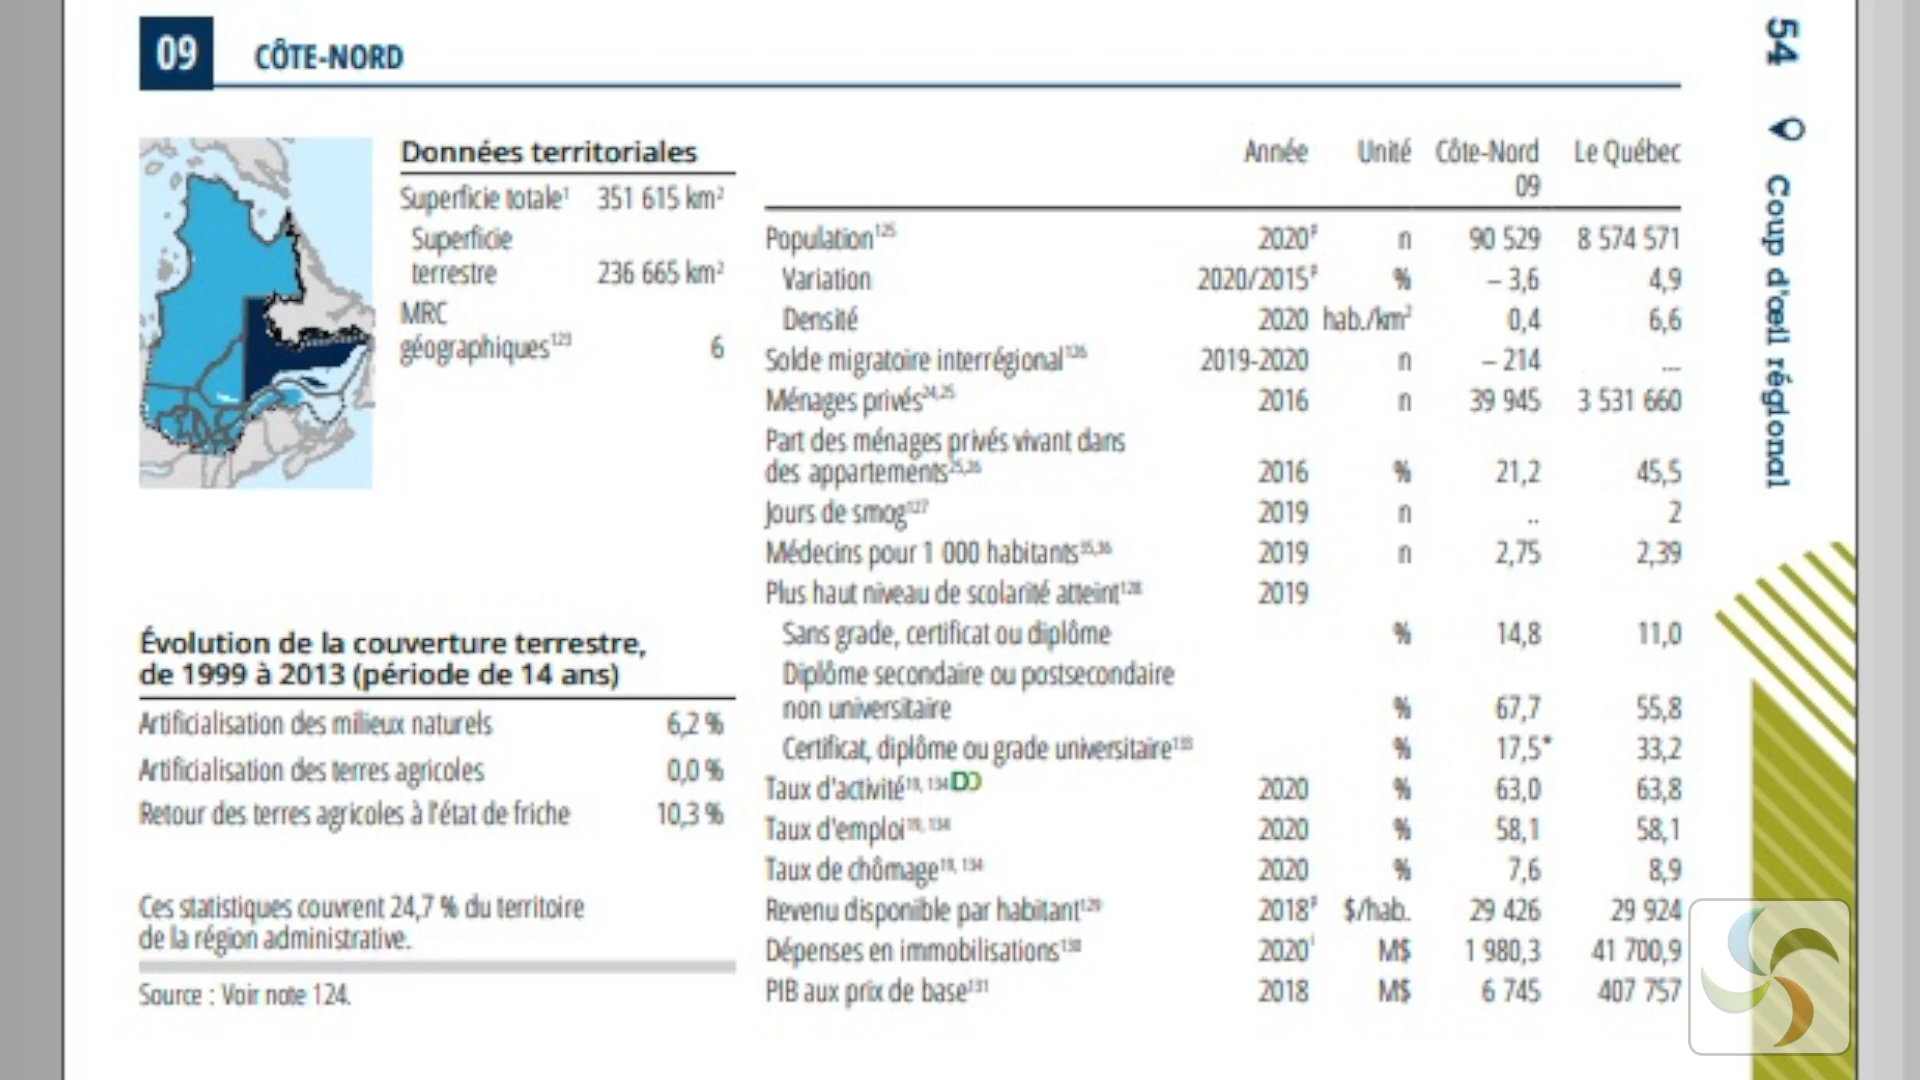 09 CÔTE-NORD
54 Coup d'œil régional
Données territoriales
Superficie totale¹ 351 615 km²
Superficie
terrestre 236 665 km²
MRC
géographiques¹²³ 6
Évolution de la couverture terrestre,
de 1999 à 2013 (période de 14 ans)
Artificialisation des milieux naturels 6,2 %
Artificialisation des terres agricoles 0,0 %
Retour des terres agricoles à l'état de friche 10,3 %
Ces statistiques couvrent 24,7 % du territoire
de la région administrative.
Source : Voir note 124.
Année Unité Côte-Nord Le Québec
09
Population¹²⁵ 2020ᵖ n 90 529 8 574 571
Variation 2020/2015ᵖ % – 3,6 4,9
Densité 2020 hab./km² 0,4 6,6
Solde migratoire interrégional¹²⁶ 2019-2020 n – 214 ...
Ménages privés²⁴,²⁵ 2016 n 39 945 3 531 660
Part des ménages privés vivant dans
des appartements²⁵,²⁶ 2016 % 21,2 45,5
Jours de smog¹²⁷ 2019 n .. 2
Médecins pour 1 000 habitants³⁵,³⁶ 2019 n 2,75 2,39
Plus haut niveau de scolarité atteint¹²⁸ 2019
Sans grade, certificat ou diplôme % 14,8 11,0
Diplôme secondaire ou postsecondaire
non universitaire % 67,7 55,8
Certificat, diplôme ou grade universitaire¹³³ % 17,5* 33,2
Taux d'activité¹⁹, ¹³⁴ 2020 % 63,0 63,8
Taux d'emploi¹⁹, ¹³⁴ 2020 % 58,1 58,1
Taux de chômage¹⁹, ¹³⁴ 2020 % 7,6 8,9
Revenu disponible par habitant¹²⁹ 2018ᵖ $/hab. 29 426 29 924
Dépenses en immobilisations¹³⁰ 2020ⁱ M$ 1 980,3 41 700,9
PIB aux prix de base¹³¹ 2018 M$ 6 745 407 757